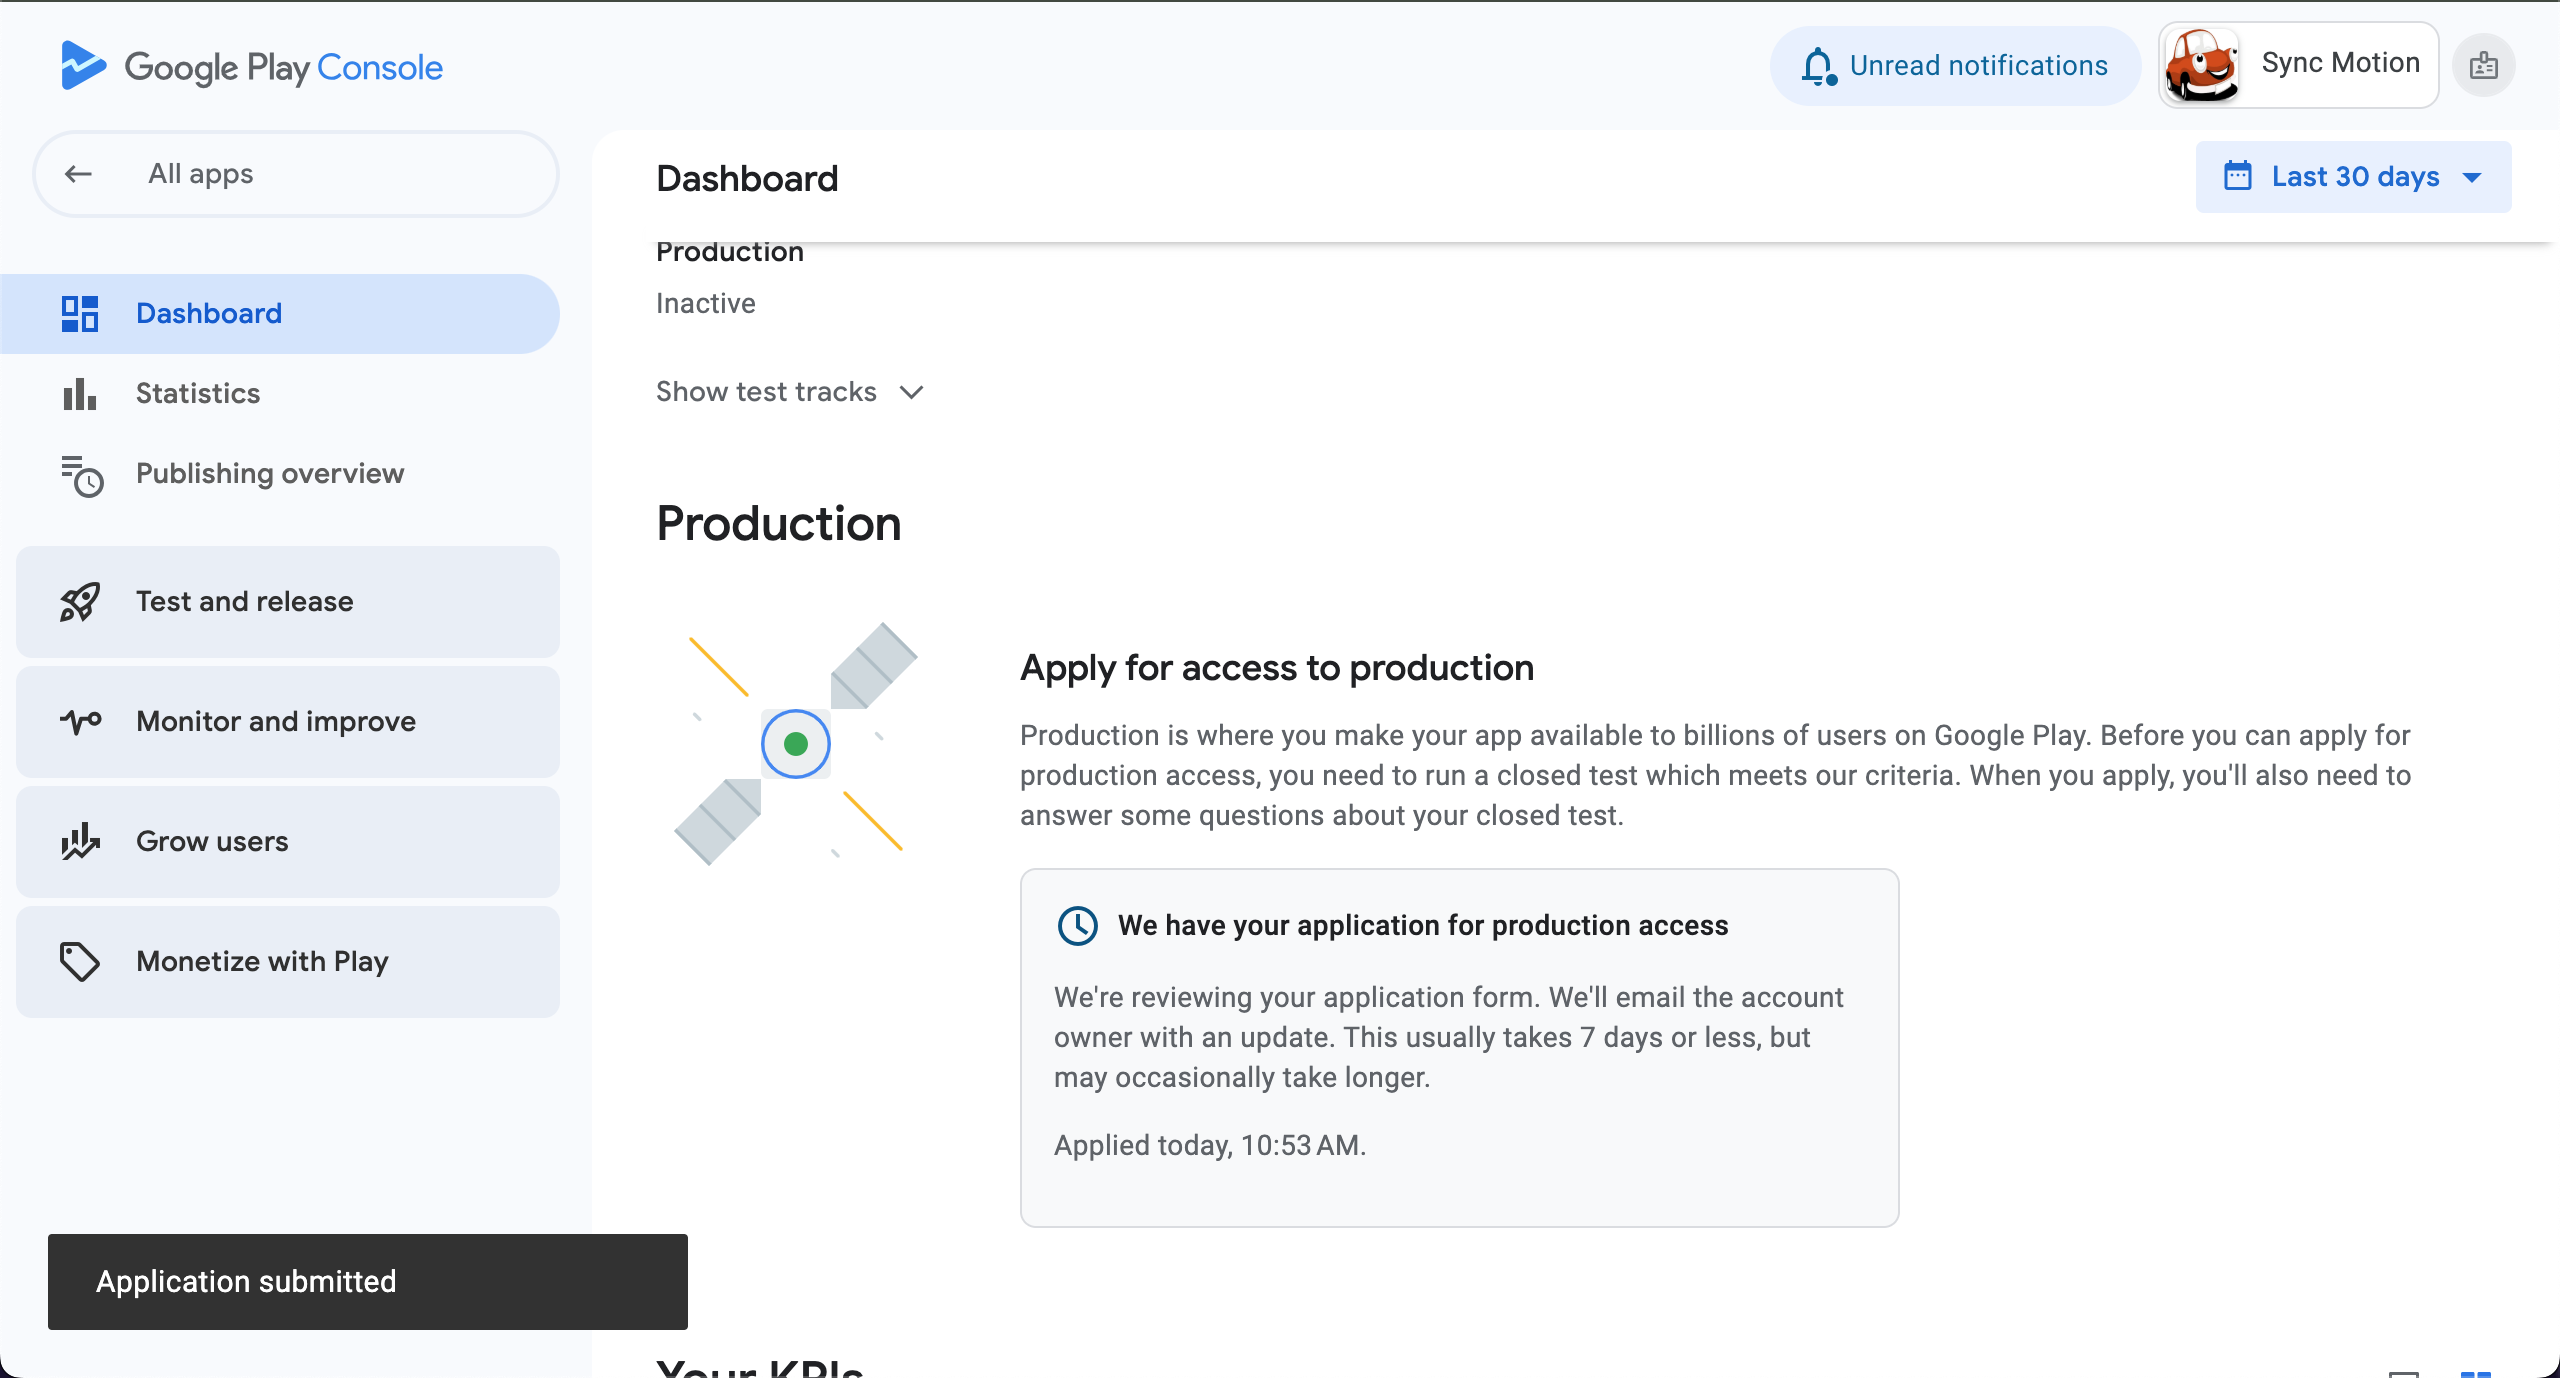 Google Play Console
Unread notifications
Sync Motion
All apps
Dashboard
Last 30 days
Dashboard
Statistics
Publishing overview
Test and release
Monitor and improve
Grow users
Monetize with Play
Production
Inactive
Show test tracks
Production
Apply for access to production
Production is where you make your app available to billions of users on Google Play. Before you can apply for
production access, you need to run a closed test which meets our criteria. When you apply, you'll also need to
answer some questions about your closed test.
We have your application for production access
We're reviewing your application form. We'll email the account
owner with an update. This usually takes 7 days or less, but
may occasionally take longer.
Applied today, 10:53 AM.
Application submitted
Your KPIs